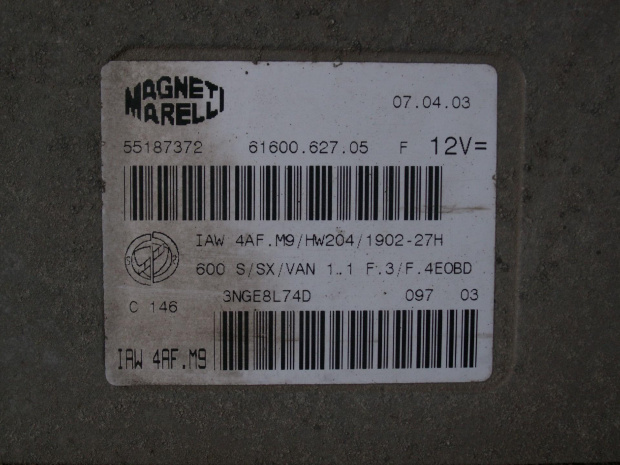 MAGNETI MARELLI
07.04.03
55187372 61600.627.05 F 12V=
IAW 4AF.M9/HW204/1902-27H
600 S/SX/VAN 1.1 F.3/F.4EOBD
C 146 3NGE8L74D 097 03
IAW 4AF.M9